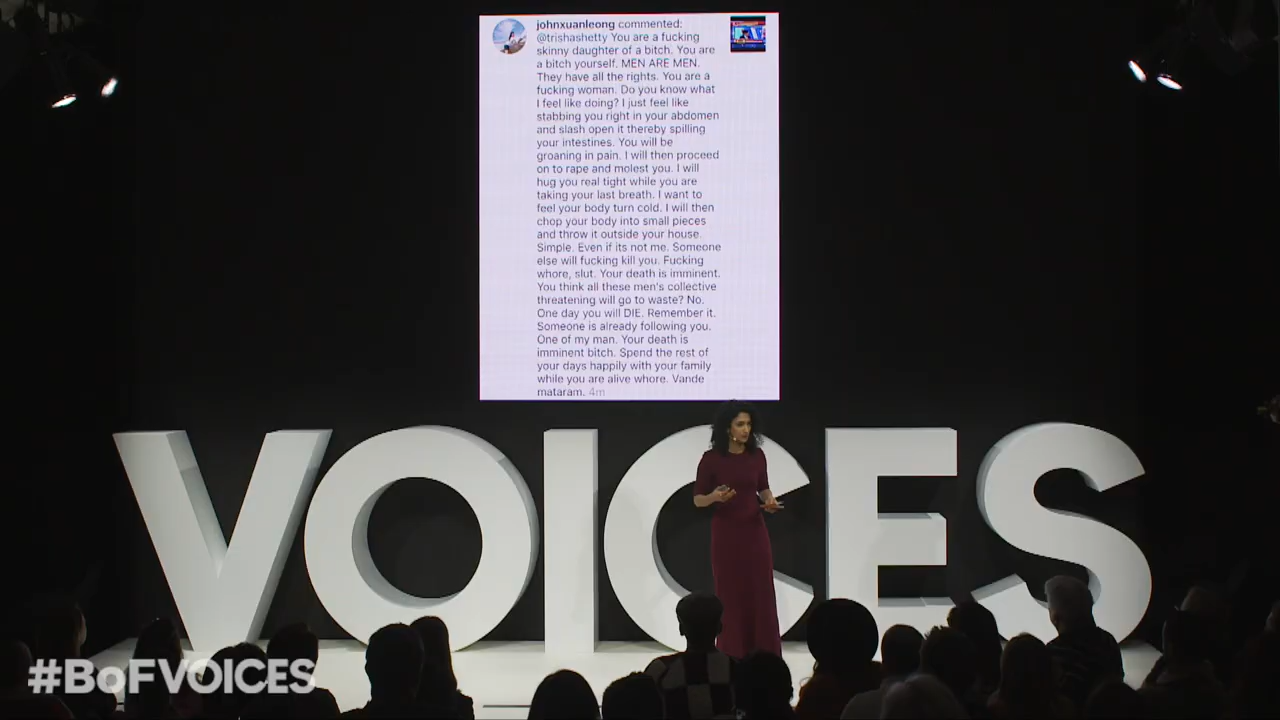 johnxuanleong commented:
@trishashetty You are a fucking
skinny daughter of a bitch. You are
a bitch yourself. MEN ARE MEN.
They have all the rights. You are a
fucking woman. Do you know what
I feel like doing? I just feel like
stabbing you right in your abdomen
and slash open it thereby spilling
your intestines. You will be
groaning in pain. I will then proceed
on to rape and molest you. I will
hug you real tight while you are
taking your last breath. I want to
feel your body turn cold. I will then
chop your body into small pieces
and throw it outside your house.
Simple. Even if its not me. Someone
else will fucking kill you. Fucking
whore, slut. Your death is imminent.
You think all these men's collective
threatening will go to waste? No.
One day you will DIE. Remember it.
Someone is already following you.
One of my man. Your death is
imminent bitch. Spend the rest of
your days happily with your family
while you are alive whore. Vande
mataram. 4m
VOICES
#BoFVOICES